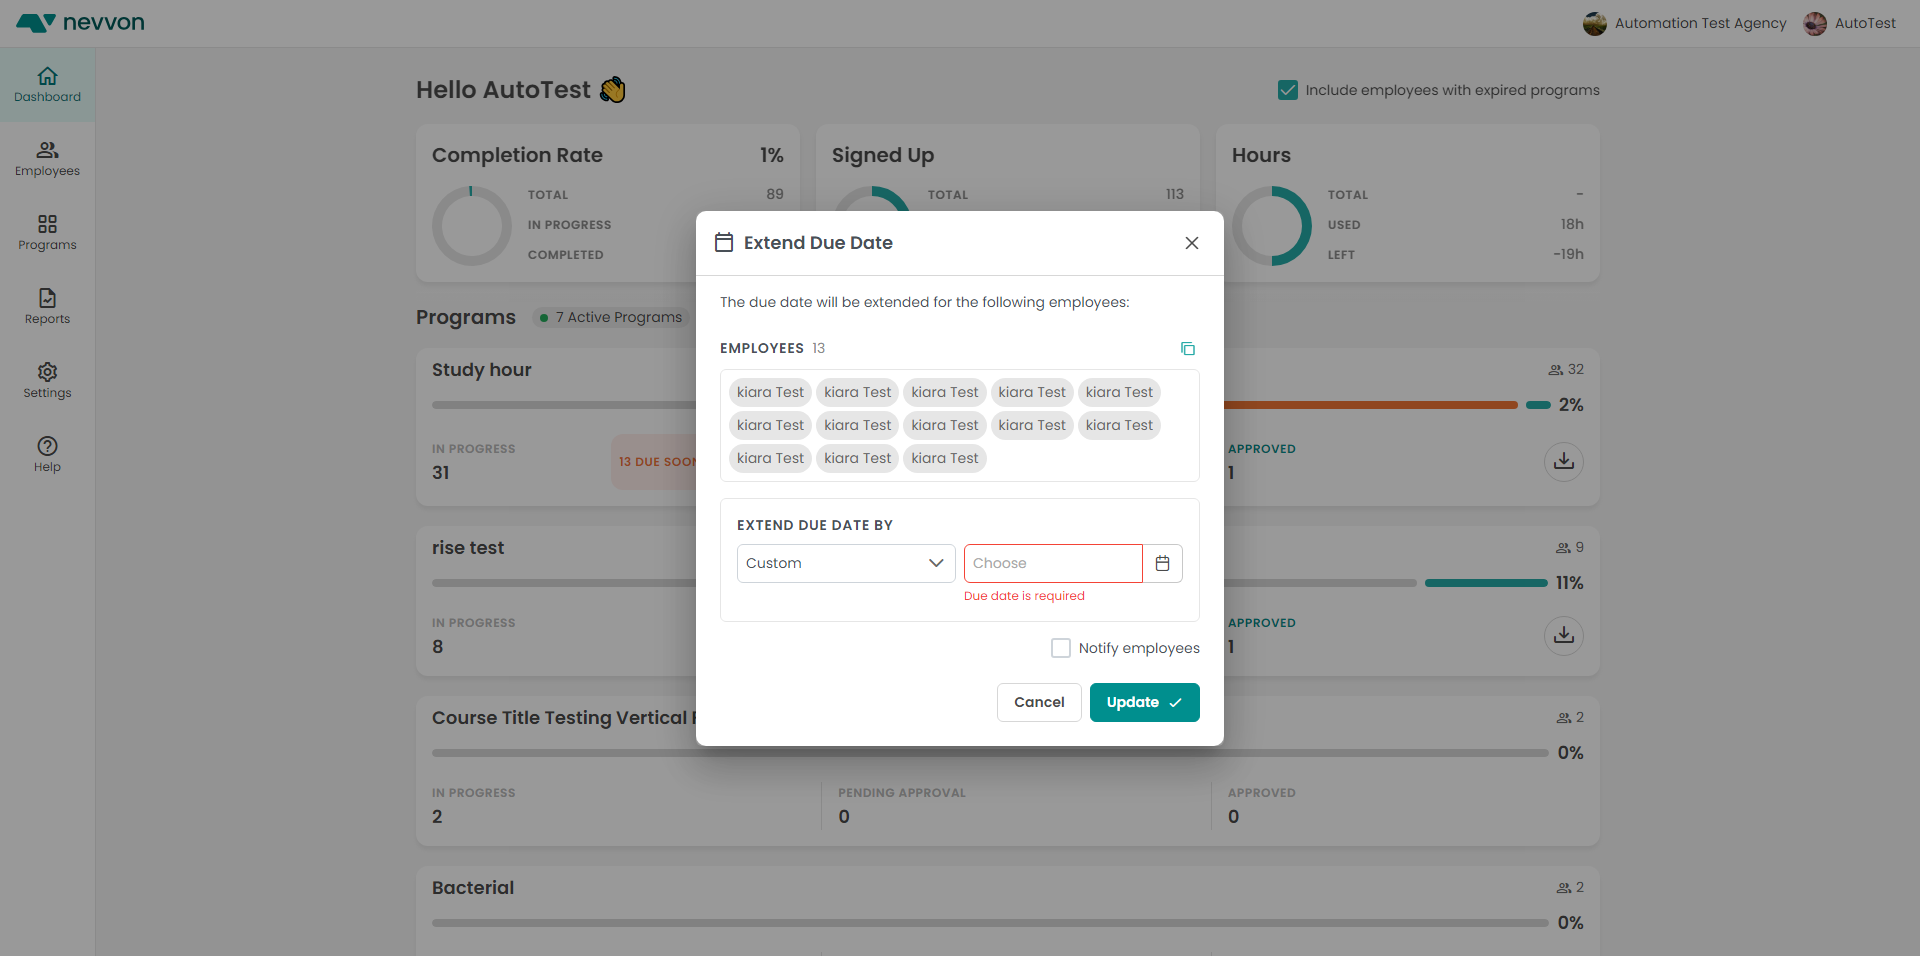 nevvon
Automation Test Agency
AutoTest
Dashboard
Employees
Programs
Reports
Settings
Help
Hello AutoTest 👋
Include employees with expired programs
Completion Rate 1%
TOTAL 89
IN PROGRESS
COMPLETED
Signed Up
TOTAL 113
Hours
TOTAL -
USED 18h
LEFT -19h
Programs 7 Active Programs
Study hour 32
2%
IN PROGRESS
31
13 DUE SOON
APPROVED
1
rise test 9
11%
IN PROGRESS
8
APPROVED
1
Course Title Testing Vertical
2
0%
IN PROGRESS
2
PENDING APPROVAL
0
APPROVED
0
Bacterial 2
0%
Extend Due Date
The due date will be extended for the following employees:
EMPLOYEES 13
kiara Test kiara Test kiara Test kiara Test kiara Test
kiara Test kiara Test kiara Test kiara Test kiara Test
kiara Test kiara Test kiara Test
EXTEND DUE DATE BY
Custom Choose
Due date is required
Notify employees
Cancel Update